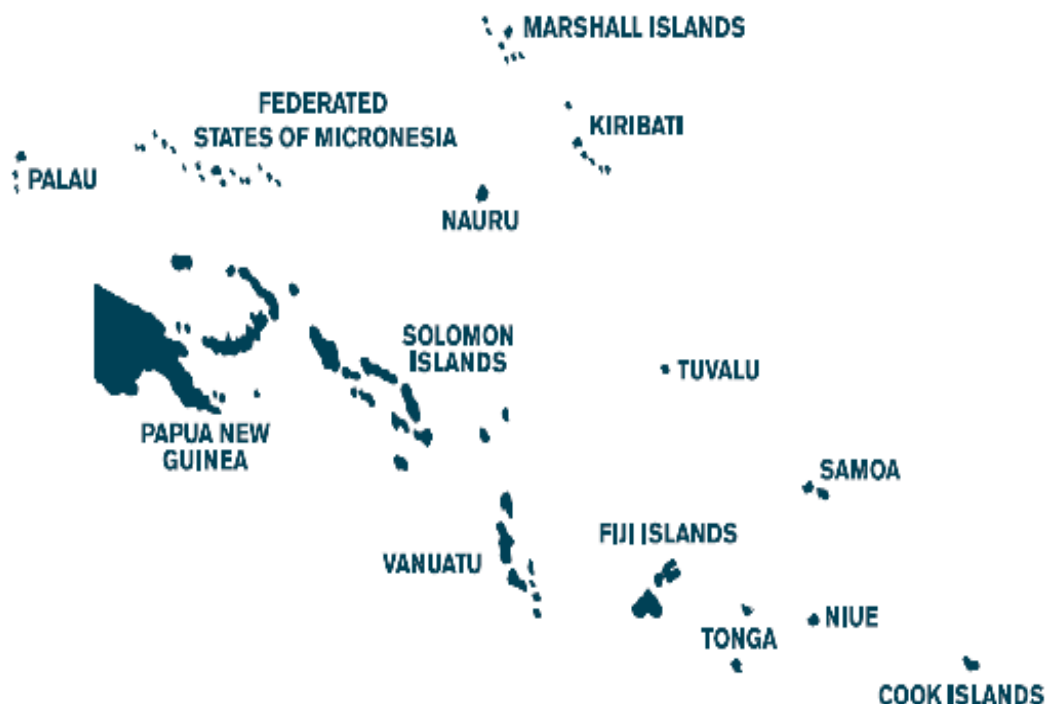 MARSHALL ISLANDS
FEDERATED
STATES OF MICRONESIA
KIRIBATI
PALAU
NAURU
SOLOMON
ISLANDS
TUVALU
PAPUA NEW
GUINEA
SAMOA
FIJI ISLANDS
VANUATU
TONGA
NIUE
COOK ISLANDS